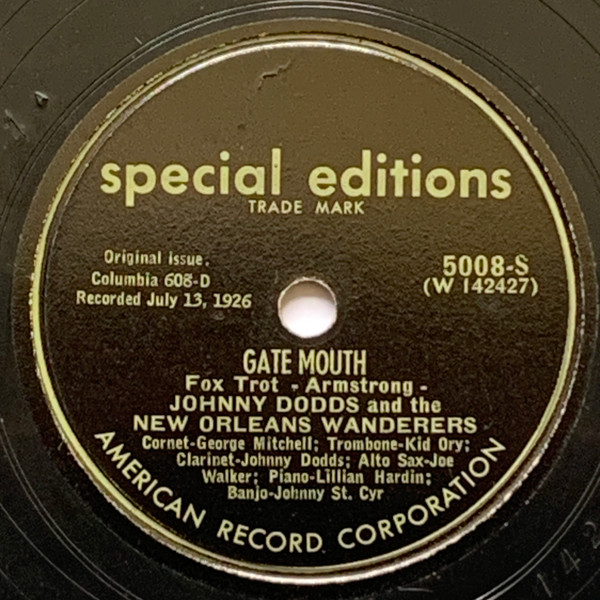 special editions
TRADE MARK
Original issue.
Columbia 608-D
Recorded July 13, 1926
5008-S
(W 142427)
GATE MOUTH
Fox Trot - Armstrong -
JOHNNY DODDS and the
NEW ORLEANS WANDERERS
Cornet-George Mitchell; Trombone-Kid Ory;
Clarinet-Johnny Dodds; Alto Sax-Joe
Walker; Piano-Lillian Hardin;
Banjo-Johnny St. Cyr
AMERICAN RECORD CORPORATION
14
142